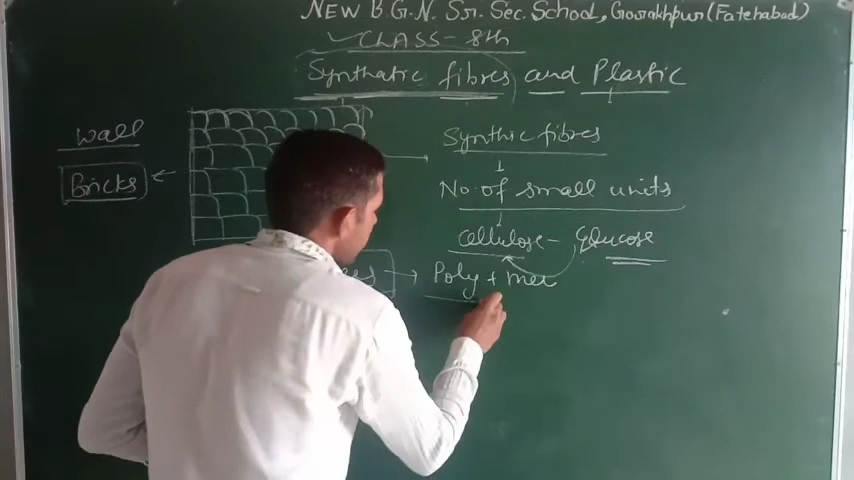 NEW B.G.N. Sr. Sec. School, Gorakhpur (Fatehabad)
CLASS - 8th
Synthatic fibres and Plastic
wall
Bricks
Synthic fibres
No. of small units
Cellulose - Glucose
Poly + mer